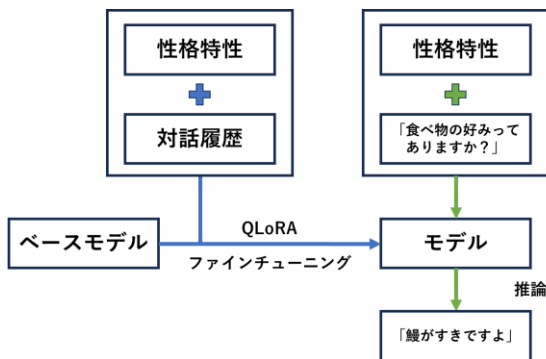 性格特性
対話履歴
性格特性
「食べ物の好みって
ありますか？」
ベースモデル
QLoRA
ファインチューニング
モデル
推論
「鰻がすきですよ」